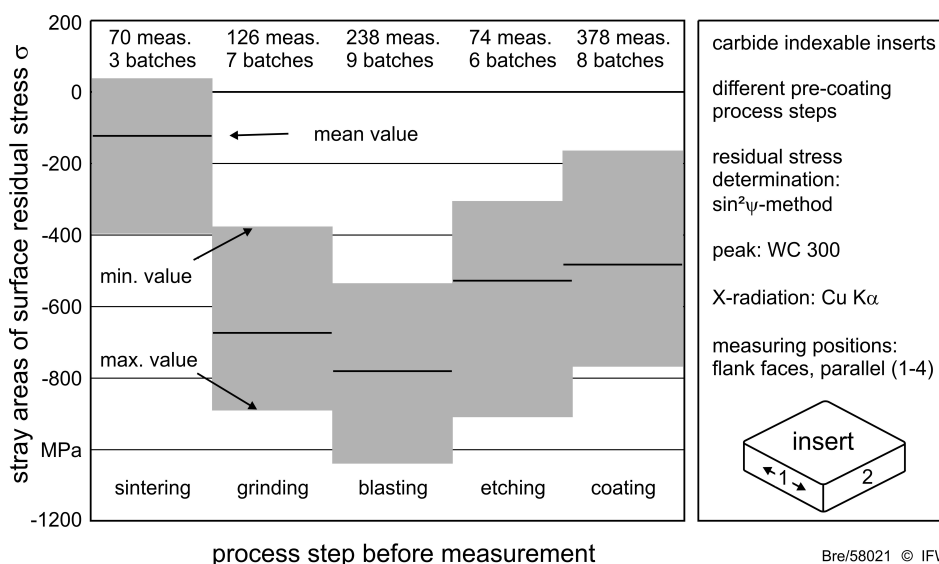 stray areas of surface residual stress σ
200
0
-200
-400
-600
-800
MPa
-1200
70 meas.
3 batches
126 meas.
7 batches
238 meas.
9 batches
74 meas.
6 batches
378 meas.
8 batches
mean value
min. value
max. value
sintering
grinding
blasting
etching
coating
process step before measurement
carbide indexable inserts
different pre-coating
process steps
residual stress
determination:
sin²ψ-method
peak: WC 300
X-radiation: Cu Kα
measuring positions:
flank faces, parallel (1-4)
insert
1
2
Bre/58021 © IFW